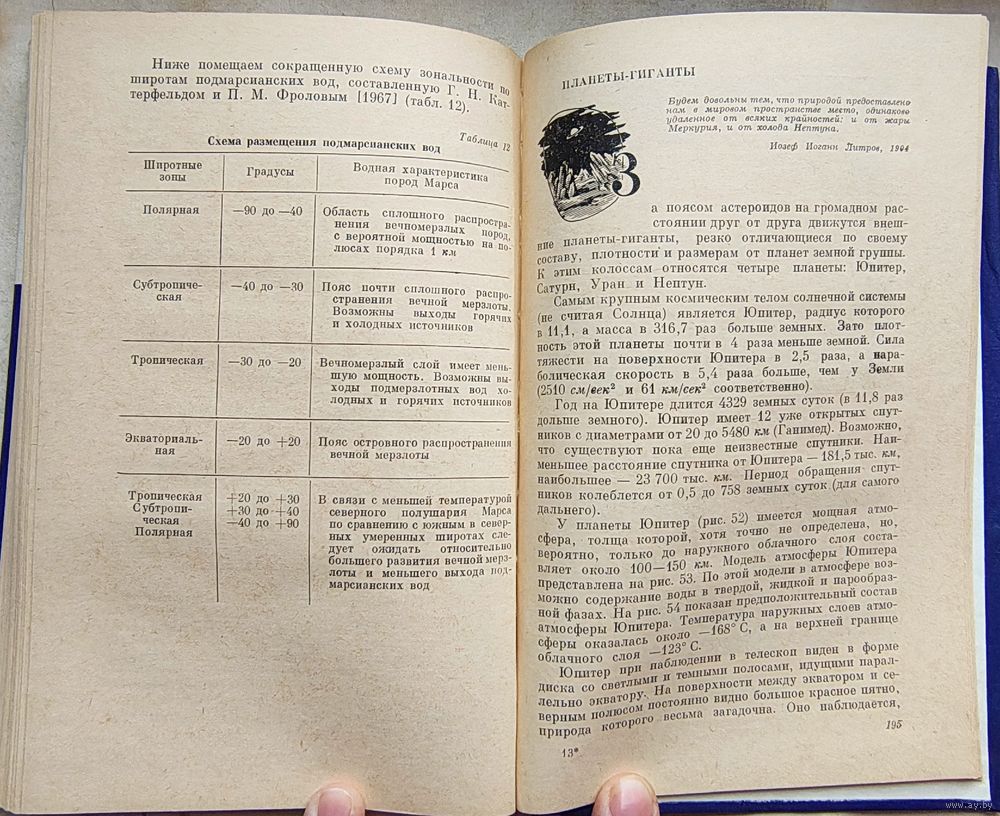 Ниже помещаем сокращенную схему зональности по
широтам подмарсианских вод, составленную Г. Н. Кат-
терфельдом и П. М. Фроловым [1967] (табл. 12).
Таблица 12
Схема размещения подмарсианских вод
Широтные зоны
Градусы
Водная характеристика пород Марса
Полярная
—90 до —40
Область сплошного распростра-
нения вечномерзлых пород,
с вероятной мощностью на по-
люсах порядка 1 км
Субтропиче-
ская
—40 до —30
Пояс почти сплошного распро-
странения вечной мерзлоты.
Возможны выходы горячих
и холодных источников
Тропическая
—30 до —20
Вечномерзлый слой имеет мень-
шую мощность. Возможны вы-
ходы подмерзлотных вод хо-
лодных и горячих источников
Экваториаль-
ная
—20 до +20
Пояс островного распространения
вечной мерзлоты
Тропическая
Субтропи-
ческая
Полярная
+20 до +30
+30 до +40
—40 до +90
В связи с меньшей температурой
северного полушария Марса
по сравнению с южным в север-
ных умеренных широтах сле-
дует ожидать относительно
большего развития вечной мерз-
лоты и меньшего выхода под-
марсианских вод
ПЛАНЕТЫ-ГИГАНТЫ
Будем довольны тем, что природой предоставлено
нам в мировом пространстве место, одинаково
удаленное от всяких крайностей: и от жары
Меркурия, и от холода Нептуна.
Иозеф Иоганн Литров, 1904
З
а поясом астероидов на громадном рас-
стоянии друг от друга движутся внеш-
ние планеты-гиганты, резко отличающиеся по своему
составу, плотности и размерам от планет земной группы.
К этим колоссам относятся четыре планеты: Юпитер,
Сатурн, Уран и Нептун.
Самым крупным космическим телом солнечной системы
(не считая Солнца) является Юпитер, радиус которого
в 11,1, а масса в 316,7 раз больше земных. Зато плот-
ность этой планеты почти в 4 раза меньше земной. Сила
тяжести на поверхности Юпитера в 2,5 раза, а пара-
болическая скорость в 5,4 раза больше, чем у Земли
(2510 см/век² и 61 км/сек² соответственно).
Год на Юпитере длится 4329 земных суток (в 11,8 раз
дольше земного). Юпитер имеет 12 уже открытых спут-
ников с диаметрами от 20 до 5480 км (Ганимед). Возможно,
что существуют пока еще неизвестные спутники. Наи-
меньшее расстояние спутника от Юпитера — 181,5 тыс. км,
наибольшее — 23 700 тыс. км. Период обращения спут-
ников колеблется от 0,5 до 758 земных суток (для самого
дальнего).
У планеты Юпитер (рис. 52) имеется мощная атмо-
сфера, толща которой, хотя точно не определена, но,
вероятно, только до наружного облачного слоя соста-
вляет около 100—150 км. Модель атмосферы Юпитера
представлена на рис. 53. По этой модели в атмосфере воз-
можно содержание воды в твердой, жидкой и парообраз-
ной фазах. На рис. 54 показан предположительный состав
атмосферы Юпитера. Температура наружных слоев атмо-
сферы оказалась около —168° С, а на верхней границе
облачного слоя —123° С.
Юпитер при наблюдении в телескоп виден в форме
диска со светлыми и темными полосами, идущими парал-
лельно экватору. На поверхности между экватором и се-
верным полюсом постоянно видно большое красное пятно,
природа которого весьма загадочна. Оно наблюдается,
195
13*
www.ay.by